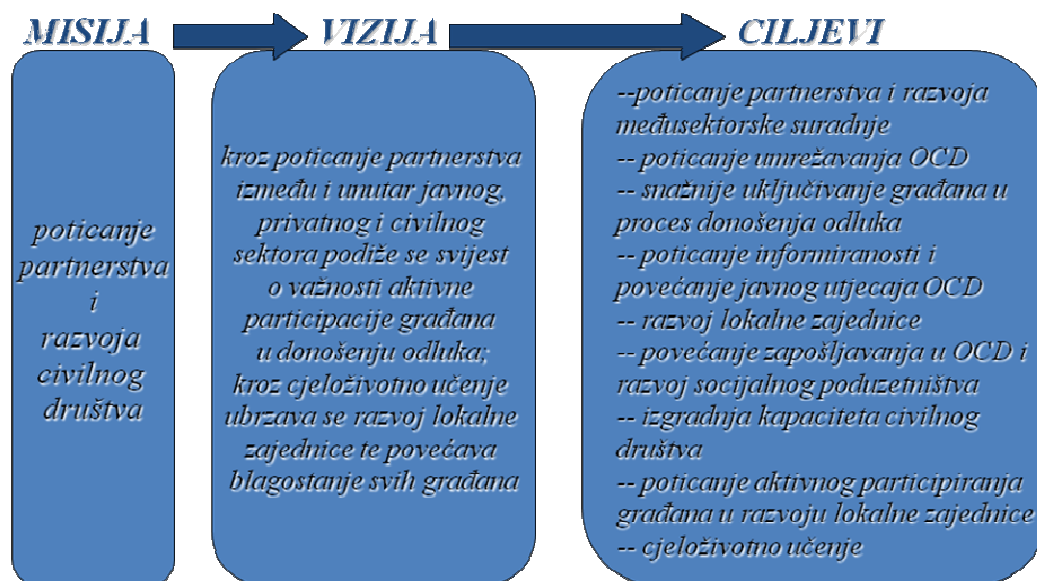 MISIJA
VIZIJA
CILJEVI
poticanje
partnerstva
i
razvoja
civilnog
društva
kroz poticanje partnerstva
između i unutar javnog,
privatnog i civilnog
sektora podiže se svijest
o važnosti aktivne
participacije građana
u donošenju odluka;
kroz cjeloživotno učenje
ubrzava se razvoj lokalne
zajednice te povećava
blagostanje svih građana
--poticanje partnerstva i razvoja
međusektorske suradnje
-- poticanje umrežavanja OCD
-- snažnije uključivanje građana u
proces donošenja odluka
-- poticanje informiranosti i
povećanje javnog utjecaja OCD
-- razvoj lokalne zajednice
-- povećanje zapošljavanja u OCD i
razvoj socijalnog poduzetništva
-- izgradnja kapaciteta civilnog
društva
-- poticanje aktivnog participiranja
građana u razvoju lokalne zajednice
-- cjeloživotno učenje